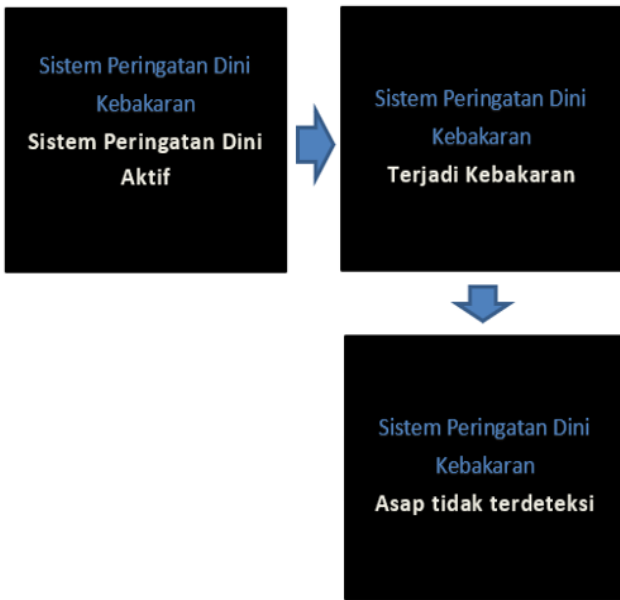 Sistem Peringatan Dini
Kebakaran
Sistem Peringatan Dini
Aktif
Sistem Peringatan Dini
Kebakaran
Terjadi Kebakaran
Sistem Peringatan Dini
Kebakaran
Asap tidak terdeteksi